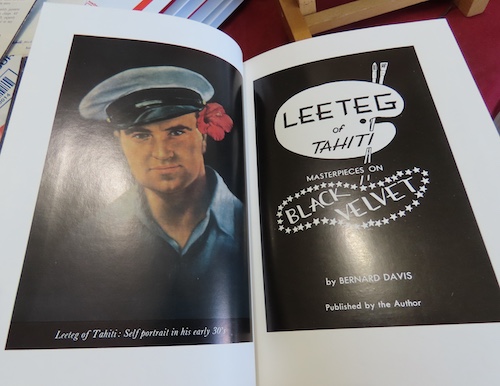 Leeteg of Tahiti: Self portrait in his early 30's
LEETEG
OF
TAHITI
MASTERPIECES ON
BLACK VELVET
by BERNARD DAVIS
Published by the Author